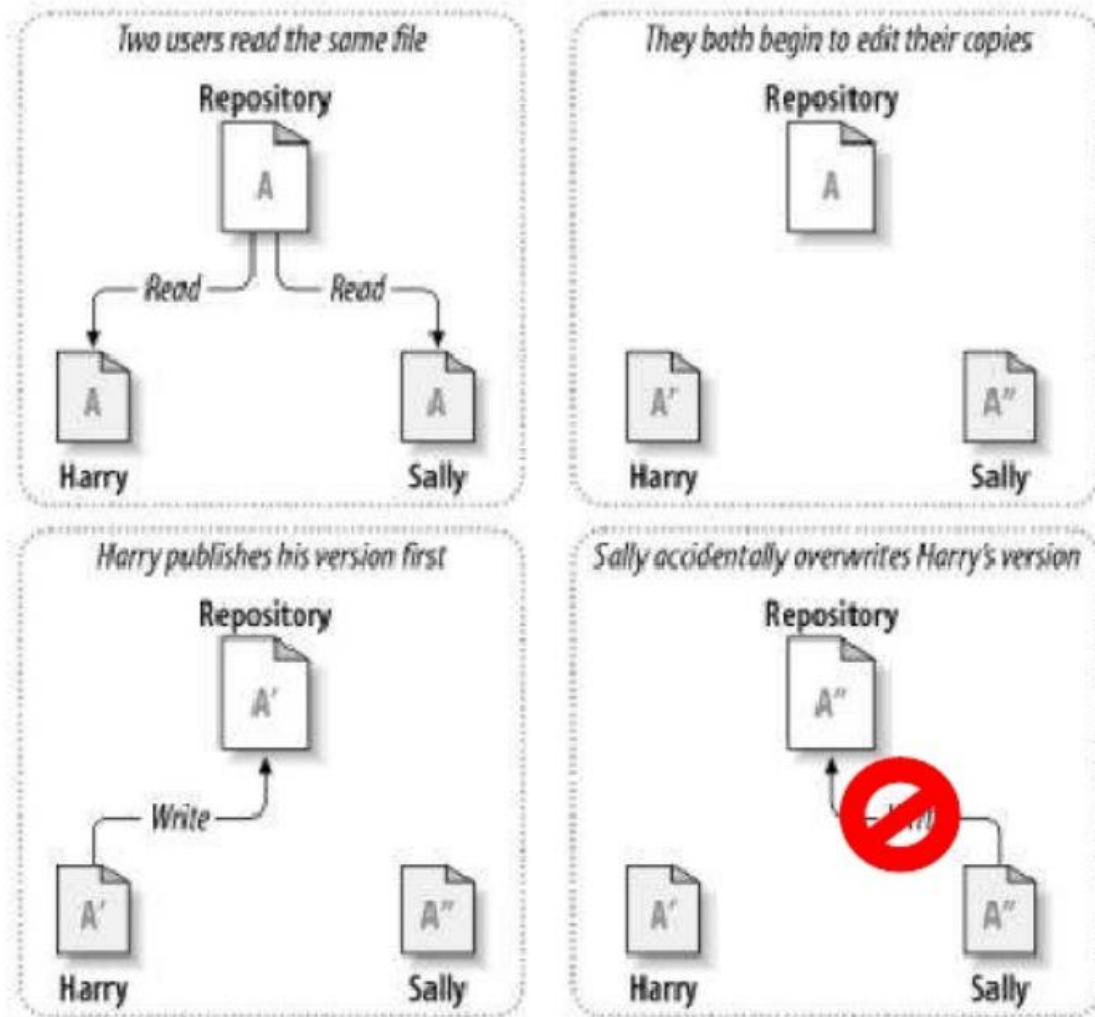 Two users read the same file
Repository
A
Read
Read
A
A
Harry
Sally
They both begin to edit their copies
Repository
A
A'
A"
Harry
Sally
Harry publishes his version first
Repository
A'
Write
A'
A"
Harry
Sally
Sally accidentally overwrites Harry's version
Repository
A"
A'
A"
Harry
Sally